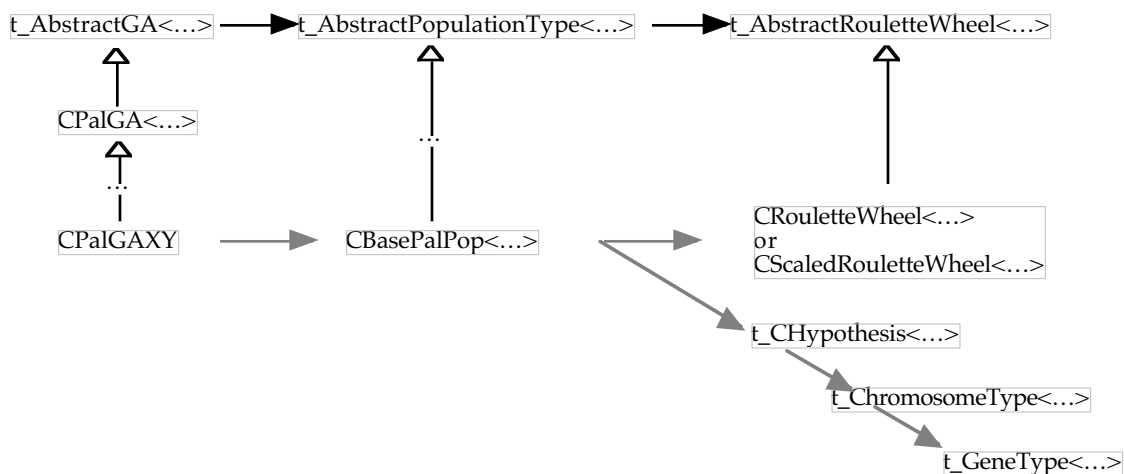 t_AbstractGA<…>
t_AbstractPopulationType<…>
t_AbstractRouletteWheel<…>
CPalGA<…>
…
…
CPalGAXY
CBasePalPop<…>
CRouletteWheel<…>
or
CScaledRouletteWheel<…>
t_CHypothesis<…>
t_ChromosomeType<…>
t_GeneType<…>